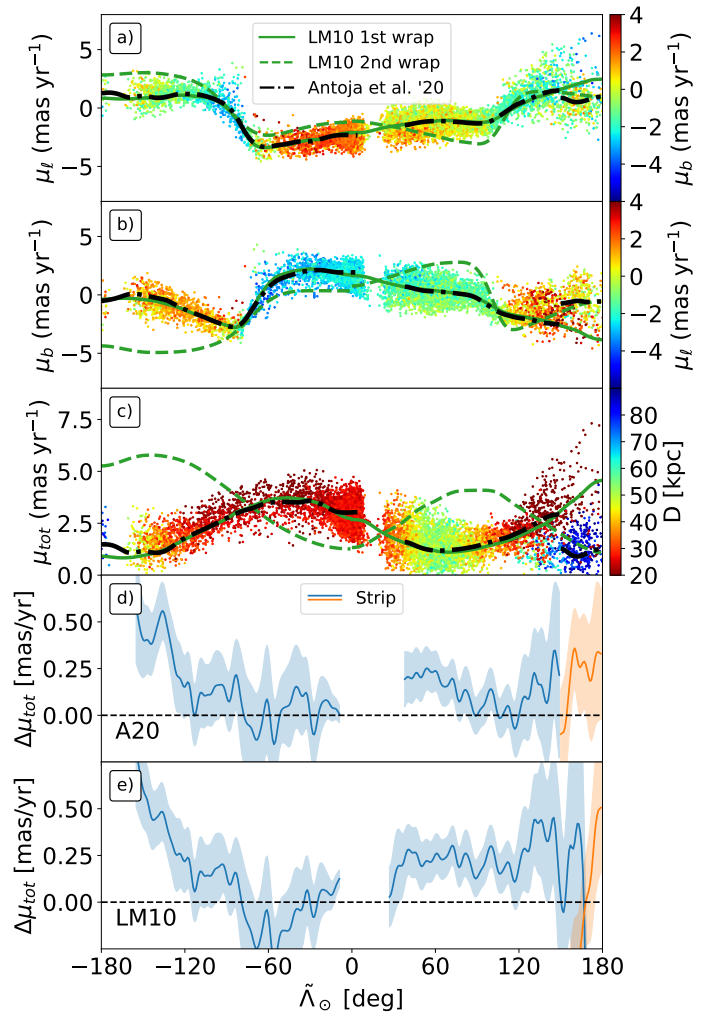 a)
LM10 1st wrap
LM10 2nd wrap
Antoja et al. '20
5
0
−5
μℓ (mas yr⁻¹)
4
2
0
−2
−4
μb (mas yr⁻¹)
b)
5
0
−5
μb (mas yr⁻¹)
4
2
0
−2
−4
μℓ (mas yr⁻¹)
c)
7.5
5.0
2.5
0.0
μtot (mas yr⁻¹)
80
70
60
50
40
30
20
D [kpc]
d)
Strip
0.50
0.25
0.00
Δμtot [mas/yr]
A20
e)
0.50
0.25
0.00
Δμtot [mas/yr]
LM10
−180 −120 −60 0 60 120 180
Λ̃⊙ [deg]